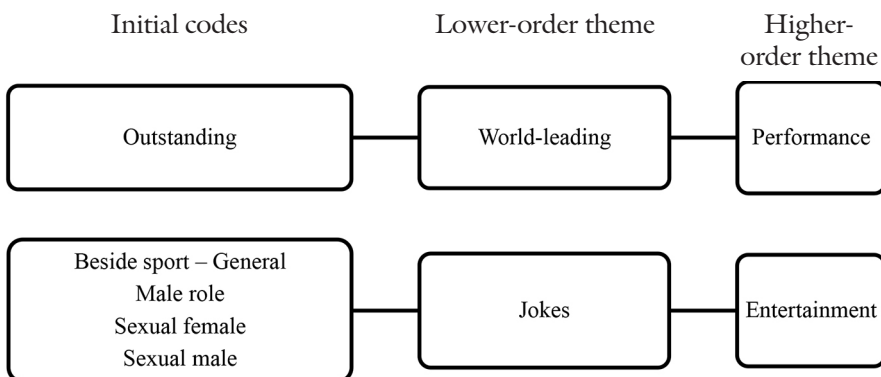 Initial codes
Lower-order theme
Higher-
order theme
Outstanding
World-leading
Performance
Beside sport – General
Male role
Sexual female
Sexual male
Jokes
Entertainment